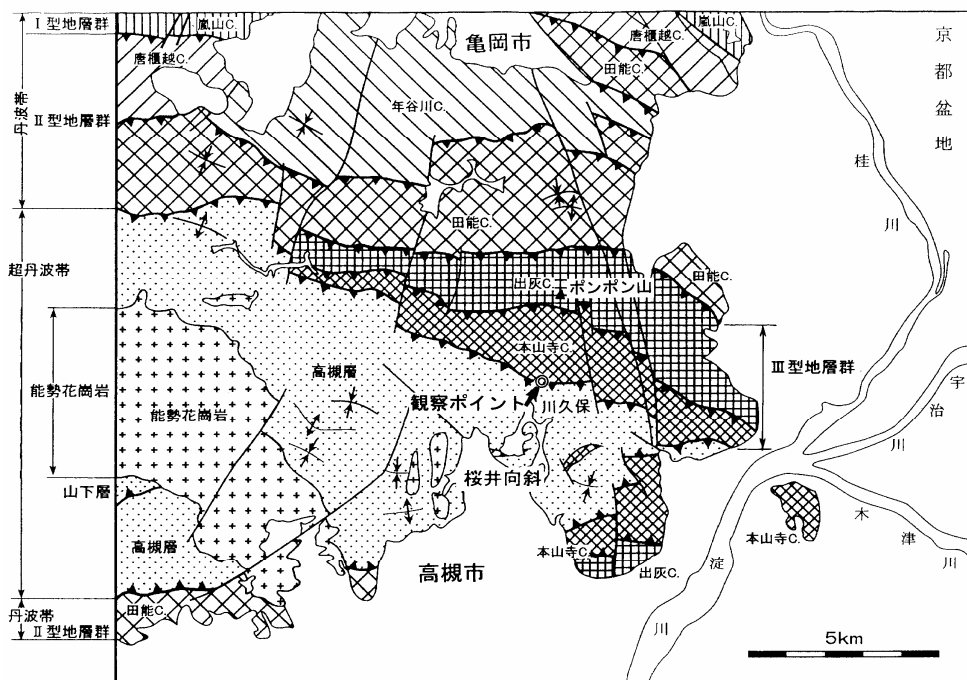 Ⅰ型地層群
嵐山C.
唐櫃越C.
丹波帯
Ⅱ型地層群
亀岡市
年谷川C.
嵐山C.
唐櫃越C.
田能C.
京都盆地
桂川
田能C.
超丹波帯
出灰C.
ポンポン山
田能C.
本山寺C.
Ⅲ型地層群
高槻層
観察ポイント
川久保
能勢花崗岩
能勢花崗岩
宇治川
桜井向斜
山下層
高槻層
本山寺C.
出灰C.
本山寺C.
木津川
高槻市
淀川
田能C.
丹波帯
Ⅱ型地層群
5km